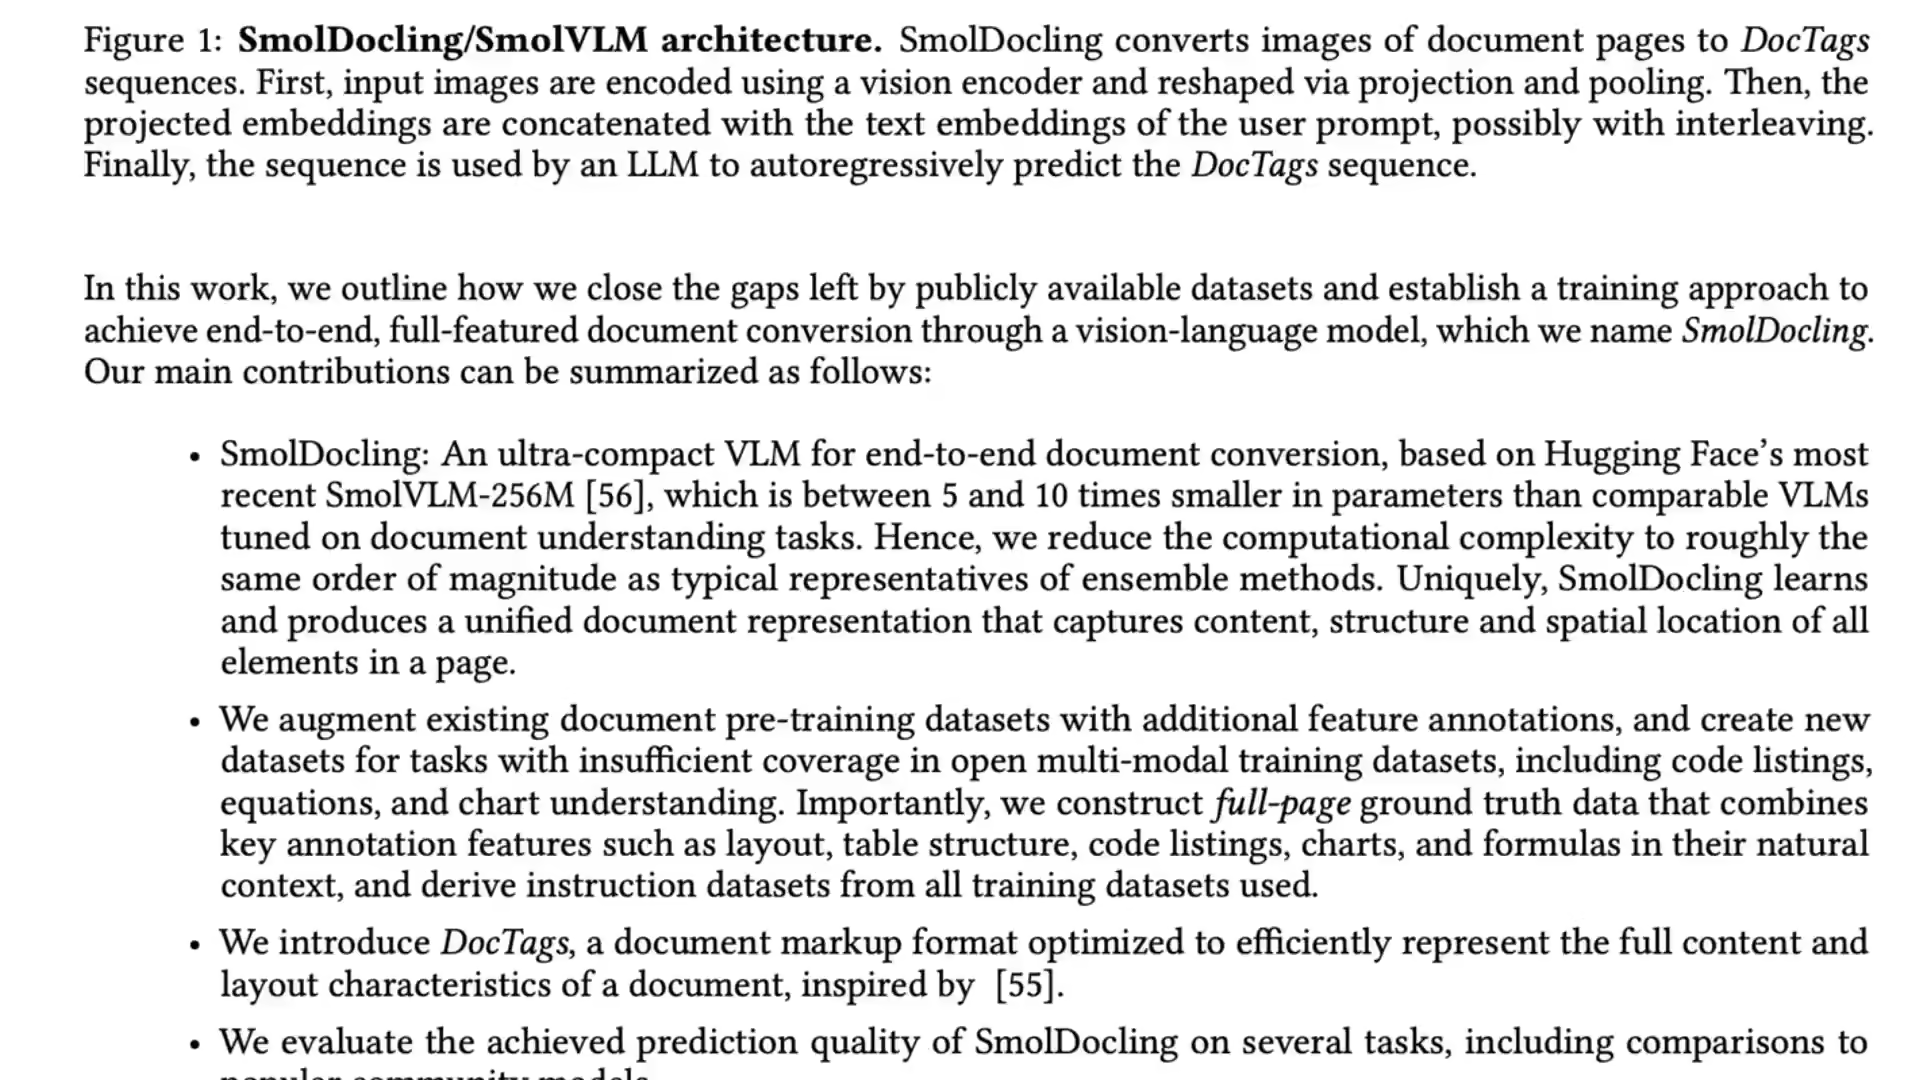 Figure 1: SmolDocling/SmolVLM architecture. SmolDocling converts images of document pages to DocTags
sequences. First, input images are encoded using a vision encoder and reshaped via projection and pooling. Then, the
projected embeddings are concatenated with the text embeddings of the user prompt, possibly with interleaving.
Finally, the sequence is used by an LLM to autoregressively predict the DocTags sequence.
In this work, we outline how we close the gaps left by publicly available datasets and establish a training approach to
achieve end-to-end, full-featured document conversion through a vision-language model, which we name SmolDocling.
Our main contributions can be summarized as follows:
• SmolDocling: An ultra-compact VLM for end-to-end document conversion, based on Hugging Face’s most
recent SmolVLM-256M [56], which is between 5 and 10 times smaller in parameters than comparable VLMs
tuned on document understanding tasks. Hence, we reduce the computational complexity to roughly the
same order of magnitude as typical representatives of ensemble methods. Uniquely, SmolDocling learns
and produces a unified document representation that captures content, structure and spatial location of all
elements in a page.
• We augment existing document pre-training datasets with additional feature annotations, and create new
datasets for tasks with insufficient coverage in open multi-modal training datasets, including code listings,
equations, and chart understanding. Importantly, we construct full-page ground truth data that combines
key annotation features such as layout, table structure, code listings, charts, and formulas in their natural
context, and derive instruction datasets from all training datasets used.
• We introduce DocTags, a document markup format optimized to efficiently represent the full content and
layout characteristics of a document, inspired by [55].
• We evaluate the achieved prediction quality of SmolDocling on several tasks, including comparisons to